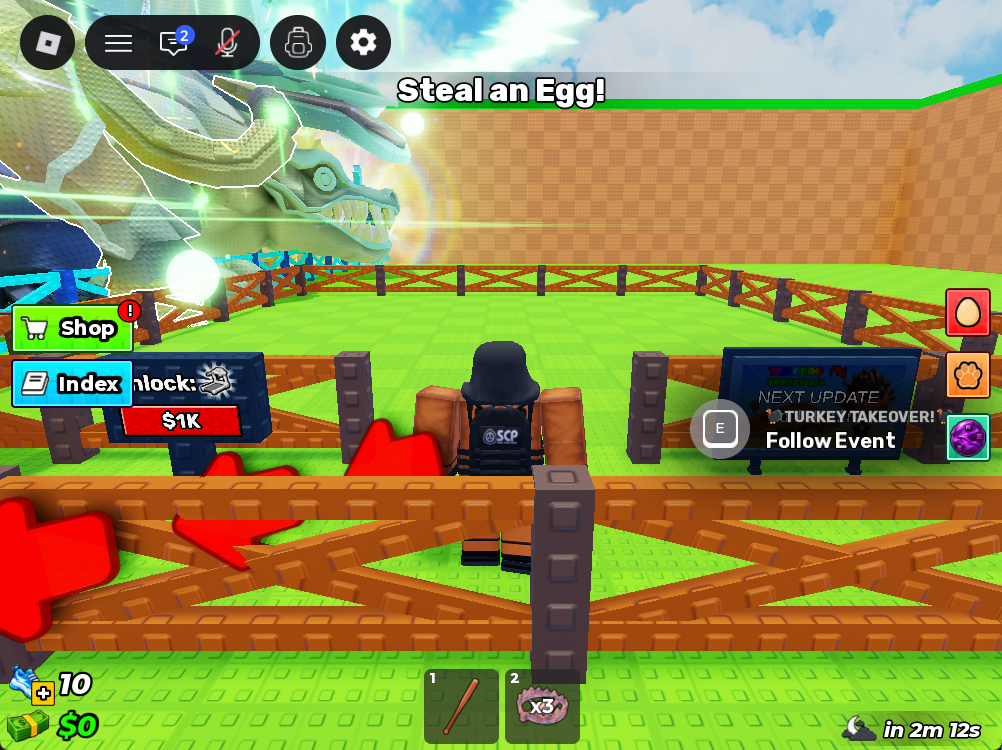 2
Steal an Egg!
Shop
!
Index
nlock:
$1K
SCP
NEXT UPDATE
TURKEY TAKEOVER!
E
Follow Event
10
$0
1
2
x3
in 2m 12s